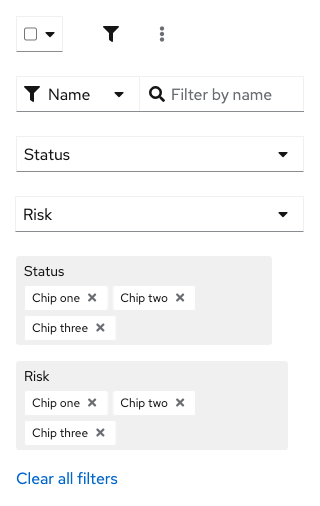 Name Filter by name
Status
Risk
Status
Chip one Chip two
Chip three
Risk
Chip one Chip two
Chip three
Clear all filters